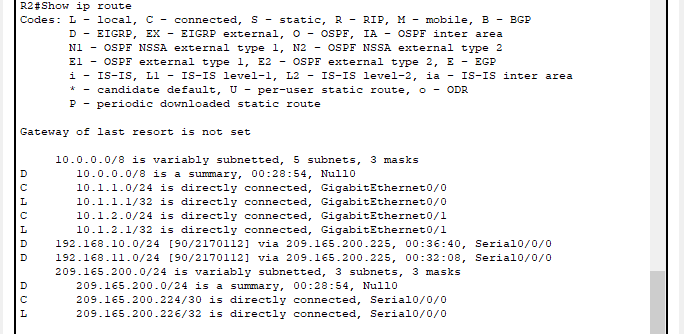 R2#Show ip route
Codes: L - local, C - connected, S - static, R - RIP, M - mobile, B - BGP
D - EIGRP, EX - EIGRP external, O - OSPF, IA - OSPF inter area
N1 - OSPF NSSA external type 1, N2 - OSPF NSSA external type 2
E1 - OSPF external type 1, E2 - OSPF external type 2, E - EGP
i - IS-IS, L1 - IS-IS level-1, L2 - IS-IS level-2, ia - IS-IS inter area
* - candidate default, U - per-user static route, o - ODR
P - periodic downloaded static route
Gateway of last resort is not set
10.0.0.0/8 is variably subnetted, 5 subnets, 3 masks
D 10.0.0.0/8 is a summary, 00:28:54, Null0
C 10.1.1.0/24 is directly connected, GigabitEthernet0/0
L 10.1.1.1/32 is directly connected, GigabitEthernet0/0
C 10.1.2.0/24 is directly connected, GigabitEthernet0/1
L 10.1.2.1/32 is directly connected, GigabitEthernet0/1
D 192.168.10.0/24 [90/2170112] via 209.165.200.225, 00:36:40, Serial0/0/0
D 192.168.11.0/24 [90/2170112] via 209.165.200.225, 00:32:08, Serial0/0/0
209.165.200.0/24 is variably subnetted, 3 subnets, 3 masks
D 209.165.200.0/24 is a summary, 00:28:54, Null0
C 209.165.200.224/30 is directly connected, Serial0/0/0
L 209.165.200.226/32 is directly connected, Serial0/0/0